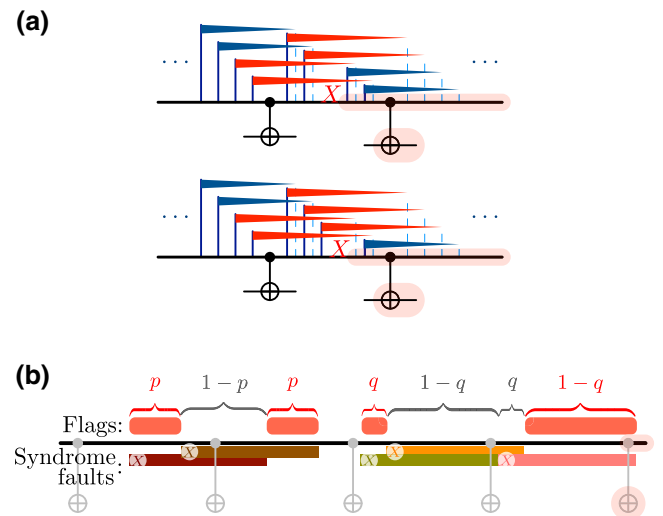 (a)
... ...
X
... ...
X
(b)
p 1 − p p q 1 − q q 1 − q
Flags:
Syndrome
faults :
X X X X X